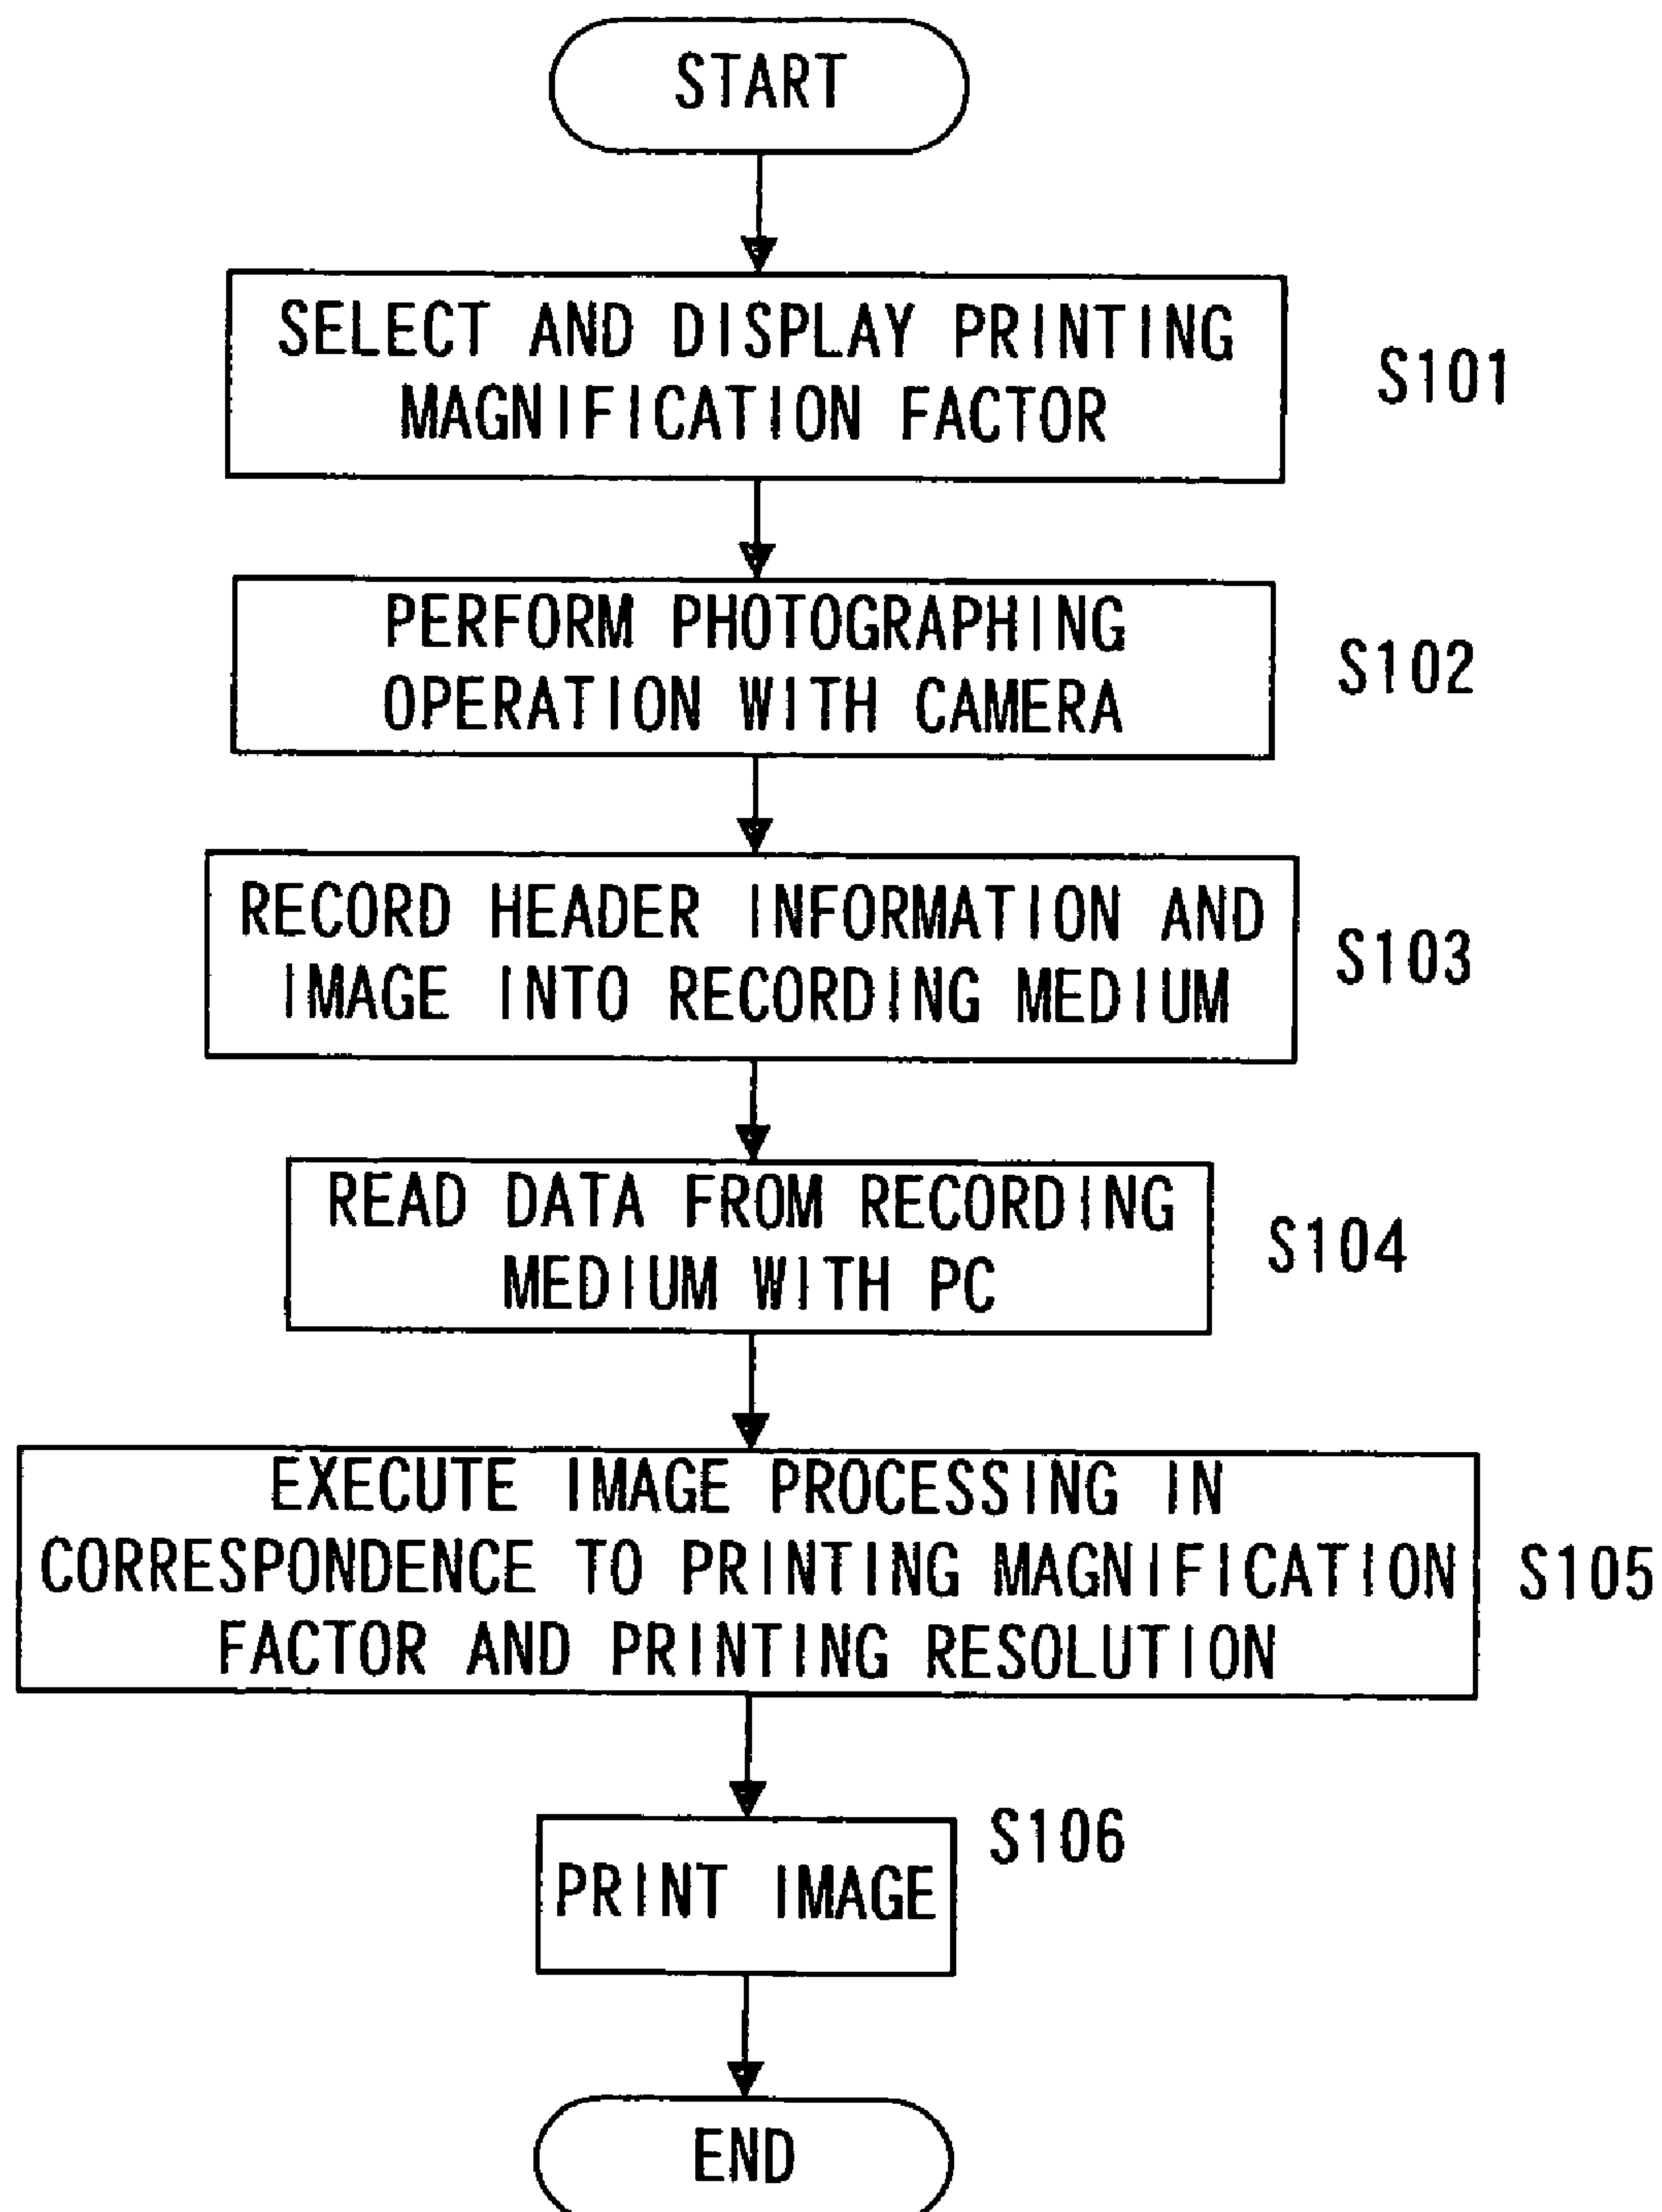 START
SELECT AND DISPLAY PRINTING
MAGNIFICATION FACTOR
S101
PERFORM PHOTOGRAPHING
OPERATION WITH CAMERA
S102
RECORD HEADER INFORMATION AND
IMAGE INTO RECORDING MEDIUM
S103
READ DATA FROM RECORDING
MEDIUM WITH PC
S104
EXECUTE IMAGE PROCESSING IN
CORRESPONDENCE TO PRINTING MAGNIFICATION
FACTOR AND PRINTING RESOLUTION
S105
S106
PRINT IMAGE
END